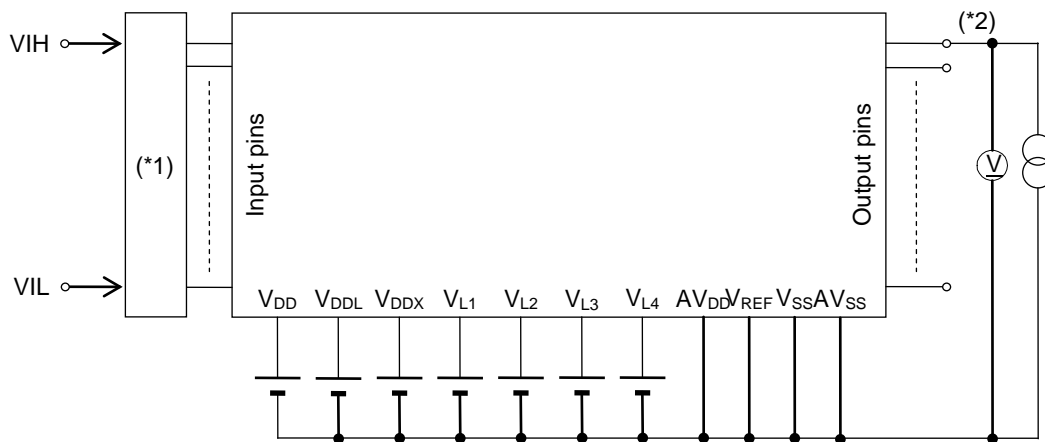 (*2)
VIH
(*1)
Input pins
Output pins
V
VIL
VDD VDDL VDDX VL1 VL2 VL3 VL4 AVDD VREF VSS AVSS